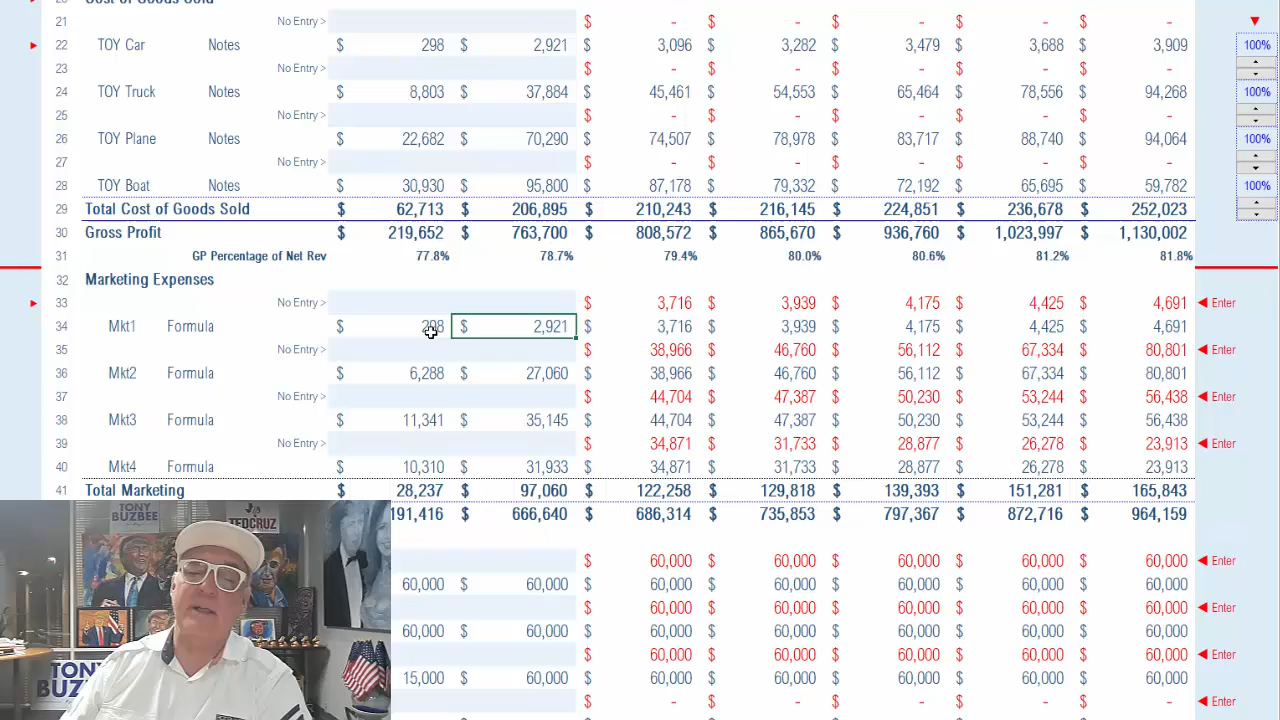 21 No Entry > $ - $ - $ - $ - $ -
22 TOY Car Notes $ 298 $ 2,921 $ 3,096 $ 3,282 $ 3,479 $ 3,688 $ 3,909 100%
23 No Entry > $ - $ - $ - $ - $ -
24 TOY Truck Notes $ 8,803 $ 37,884 $ 45,461 $ 54,553 $ 65,464 $ 78,556 $ 94,268 100%
25 No Entry > $ - $ - $ - $ - $ -
26 TOY Plane Notes $ 22,682 $ 70,290 $ 74,507 $ 78,978 $ 83,717 $ 88,740 $ 94,064 100%
27 No Entry > $ - $ - $ - $ - $ -
28 TOY Boat Notes $ 30,930 $ 95,800 $ 87,178 $ 79,332 $ 72,192 $ 65,695 $ 59,782 100%
29 Total Cost of Goods Sold $ 62,713 $ 206,895 $ 210,243 $ 216,145 $ 224,851 $ 236,678 $ 252,023
30 Gross Profit $ 219,652 $ 763,700 $ 808,572 $ 865,670 $ 936,760 $ 1,023,997 $ 1,130,002
31 GP Percentage of Net Rev 77.8% 78.7% 79.4% 80.0% 80.6% 81.2% 81.8%
32 Marketing Expenses
33 No Entry > $ 3,716 $ 3,939 $ 4,175 $ 4,425 $ 4,691 Enter
34 Mkt1 Formula $ 298 $ 2,921 $ 3,716 $ 3,939 $ 4,175 $ 4,425 $ 4,691
35 No Entry > $ 38,966 $ 46,760 $ 56,112 $ 67,334 $ 80,801 Enter
36 Mkt2 Formula $ 6,288 $ 27,060 $ 38,966 $ 46,760 $ 56,112 $ 67,334 $ 80,801
37 No Entry > $ 44,704 $ 47,387 $ 50,230 $ 53,244 $ 56,438 Enter
38 Mkt3 Formula $ 11,341 $ 35,145 $ 44,704 $ 47,387 $ 50,230 $ 53,244 $ 56,438
39 No Entry > $ 34,871 $ 31,733 $ 28,877 $ 26,278 $ 23,913 Enter
40 Mkt4 Formula $ 10,310 $ 31,933 $ 34,871 $ 31,733 $ 28,877 $ 26,278 $ 23,913
41 Total Marketing $ 28,237 $ 97,060 $ 122,258 $ 129,818 $ 139,393 $ 151,281 $ 165,843
191,416 $ 666,640 $ 686,314 $ 735,853 $ 797,367 $ 872,716 $ 964,159
$ 60,000 $ 60,000 $ 60,000 $ 60,000 $ 60,000 Enter
60,000 $ 60,000 $ 60,000 $ 60,000 $ 60,000 $ 60,000 $ 60,000
$ 60,000 $ 60,000 $ 60,000 $ 60,000 $ 60,000 Enter
60,000 $ 60,000 $ 60,000 $ 60,000 $ 60,000 $ 60,000 $ 60,000
$ 60,000 $ 60,000 $ 60,000 $ 60,000 $ 60,000 Enter
15,000 $ 60,000 $ 60,000 $ 60,000 $ 60,000 $ 60,000 $ 60,000
$ - $ - $ - $ - $ - Enter
TONY
BUZBEE
TED CRUZ
TONY